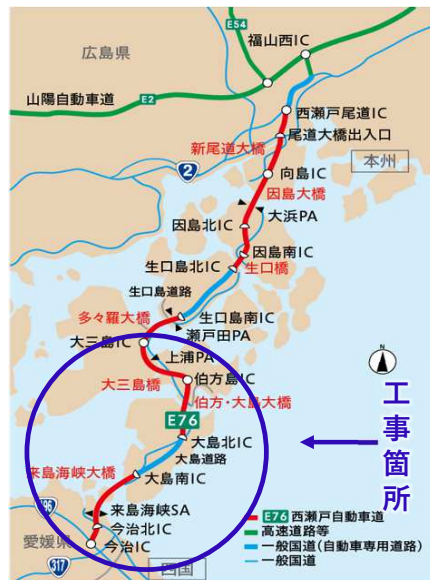 E54
福山西IC
広島県
山陽自動車道
E2
西瀬戸尾道IC
尾道大橋出入口
新尾道大橋
本州
2
向島IC
因島大橋
大浜PA
因島北IC
因島南IC
生口島北IC
生口橋
生口島道路
多々羅大橋
生口島南IC
瀬戸田PA
大三島IC
上浦PA
大三島橋
伯方島IC
伯方・大島大橋
工事箇所
E76
大島北IC
大島道路
来島海峡大橋
大島南IC
来島海峡SA
196
今治北IC
愛媛県
今治IC
317
四国
E76 西瀬戸自動車道
高速道路等
一般国道(自動車専用道路)
一般国道